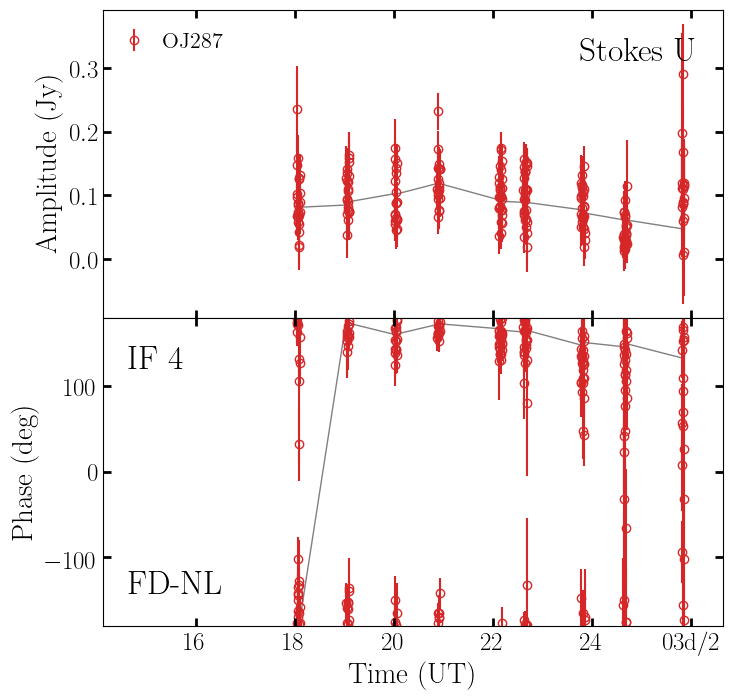 OJ287
Stokes U
Amplitude (Jy)
0.3
0.2
0.1
0.0
IF 4
FD-NL
Phase (deg)
100
0
−100
16
18
20
22
24
03d/2
Time (UT)